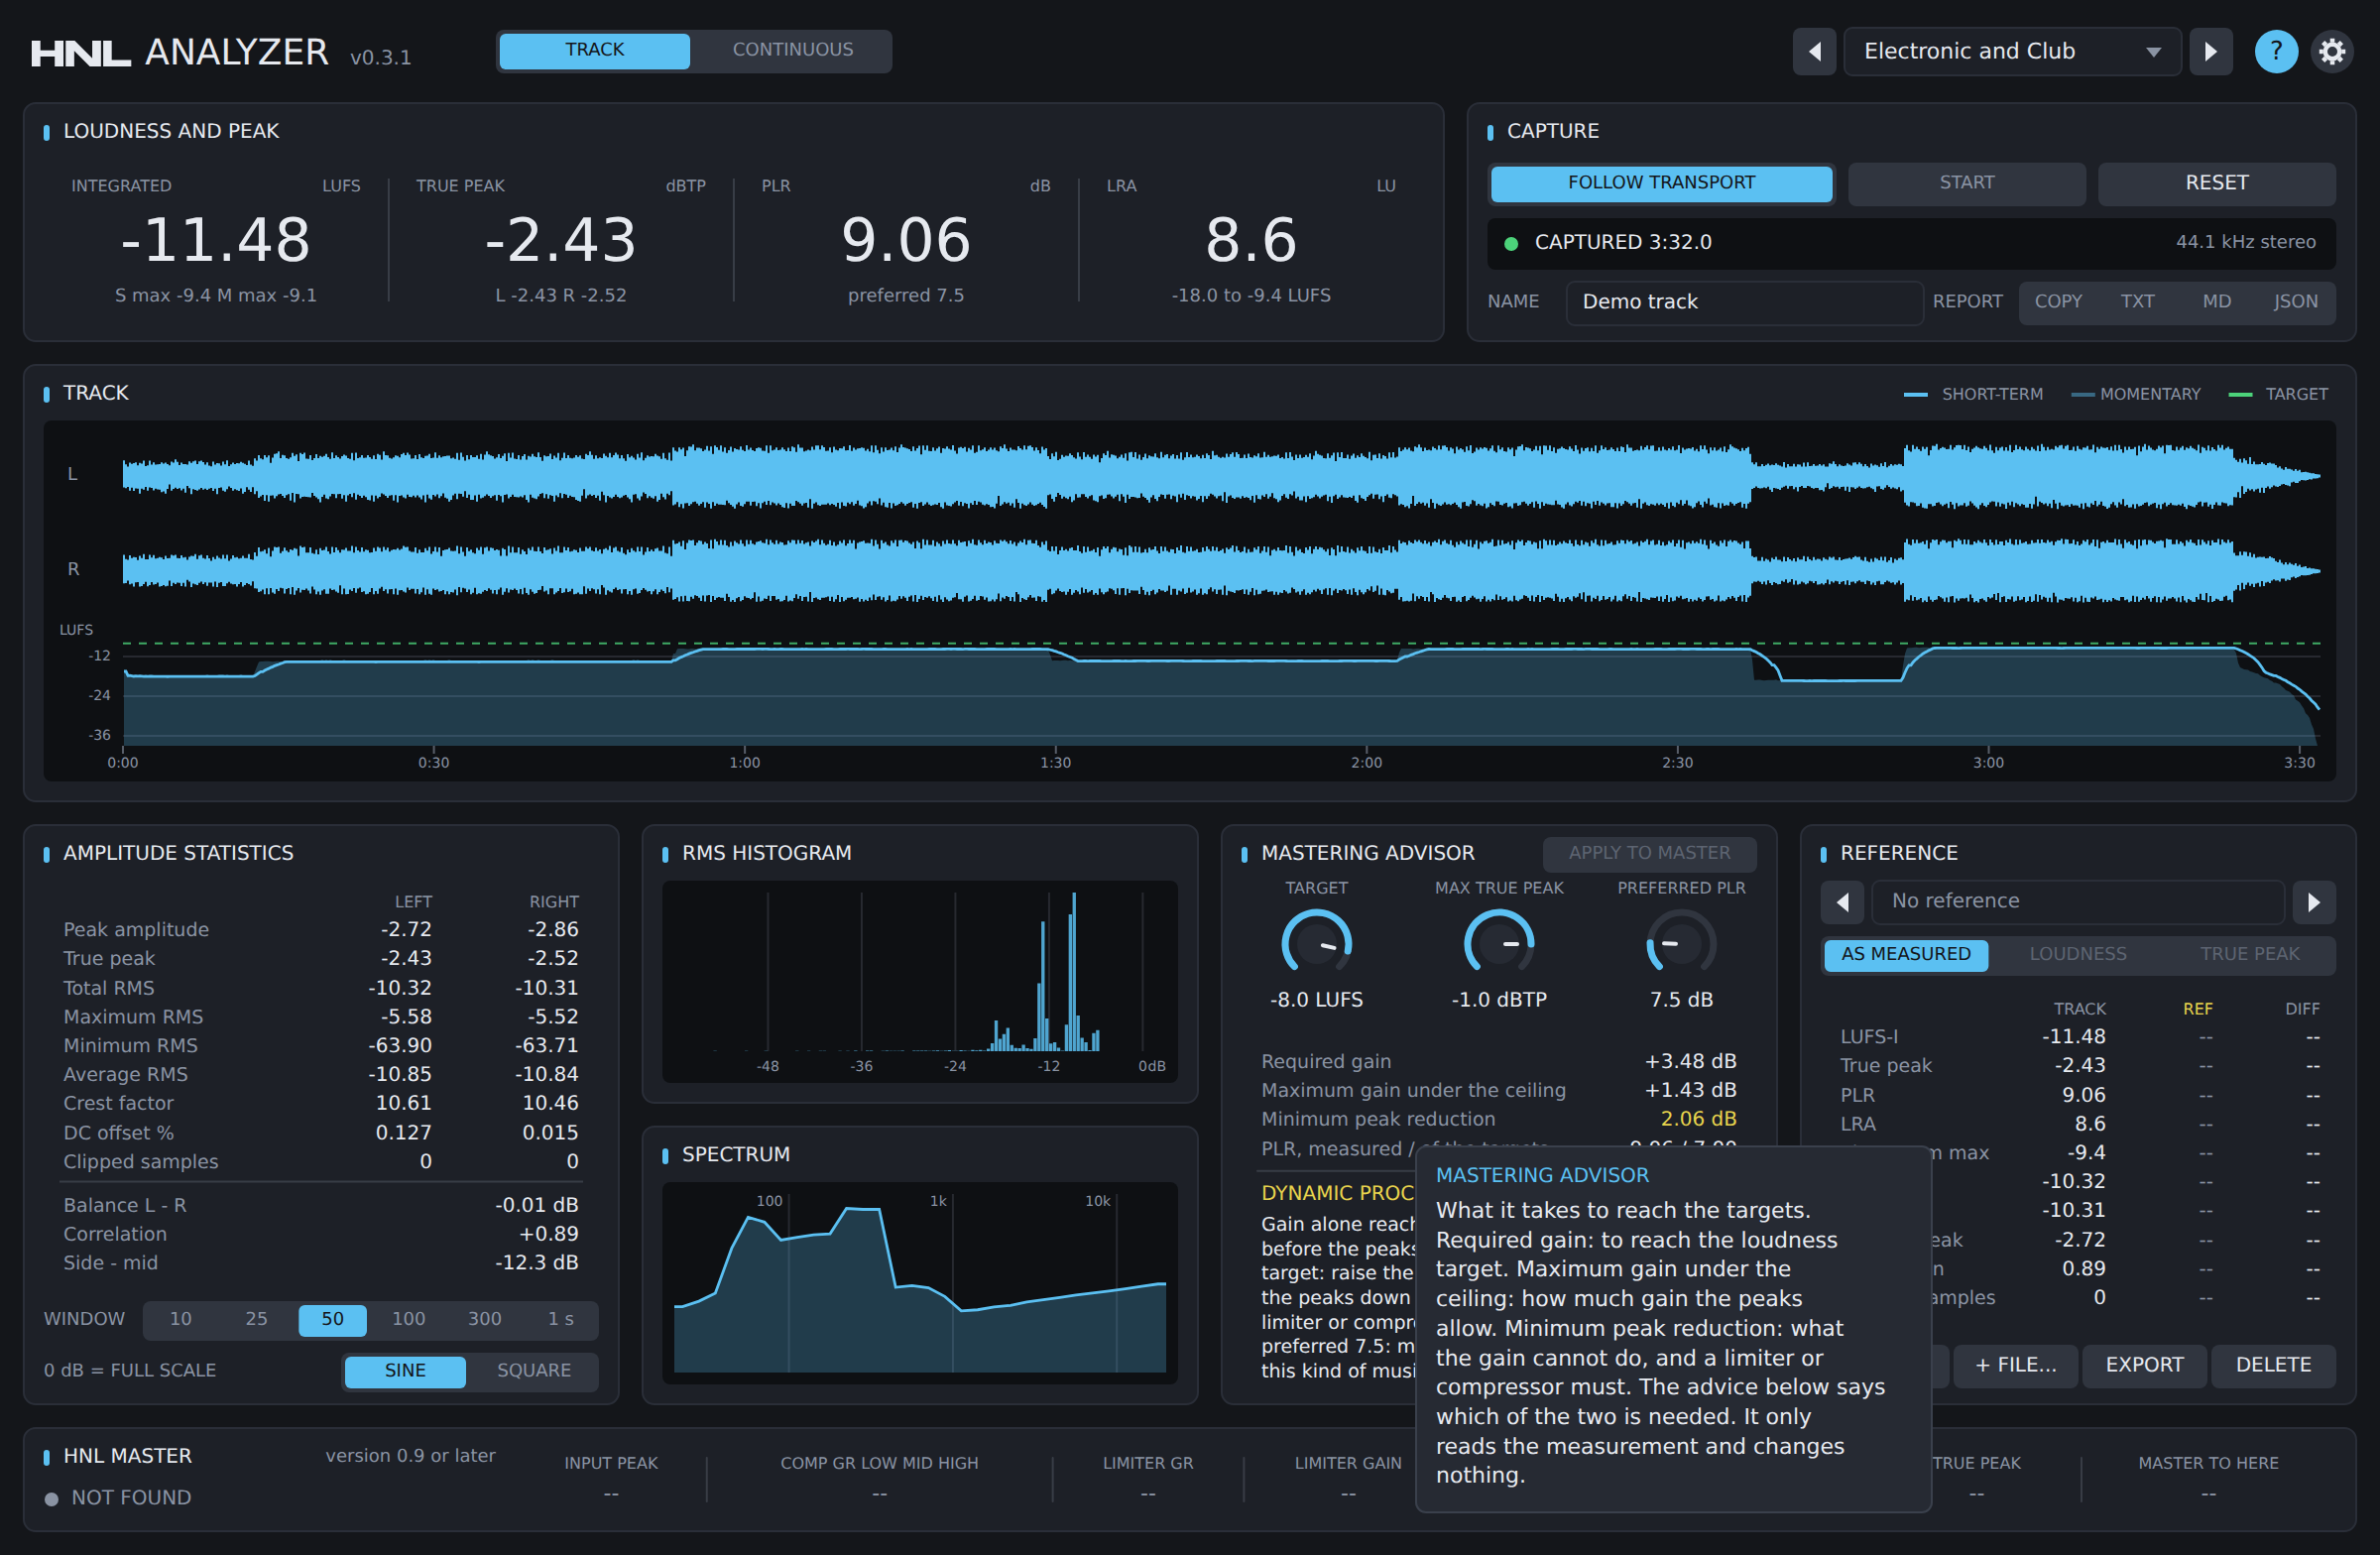 HNL ANALYZER v0.3.1
TRACK CONTINUOUS
Electronic and Club
?
LOUDNESS AND PEAK
INTEGRATED LUFS
-11.48
S max -9.4 M max -9.1
TRUE PEAK dBTP
-2.43
L -2.43 R -2.52
PLR dB
9.06
preferred 7.5
LRA LU
8.6
-18.0 to -9.4 LUFS
CAPTURE
FOLLOW TRANSPORT START RESET
CAPTURED 3:32.0 44.1 kHz stereo
NAME Demo track REPORT COPY TXT MD JSON
TRACK
SHORT-TERM MOMENTARY TARGET
L
R
LUFS
-12
-24
-36
0:00 0:30 1:00 1:30 2:00 2:30 3:00 3:30
AMPLITUDE STATISTICS
LEFT RIGHT
Peak amplitude -2.72 -2.86
True peak -2.43 -2.52
Total RMS -10.32 -10.31
Maximum RMS -5.58 -5.52
Minimum RMS -63.90 -63.71
Average RMS -10.85 -10.84
Crest factor 10.61 10.46
DC offset % 0.127 0.015
Clipped samples 0 0
Balance L - R -0.01 dB
Correlation +0.89
Side - mid -12.3 dB
WINDOW 10 25 50 100 300 1 s
0 dB = FULL SCALE SINE SQUARE
RMS HISTOGRAM
-48 -36 -24 -12 0dB
SPECTRUM
100 1k 10k
MASTERING ADVISOR APPLY TO MASTER
TARGET MAX TRUE PEAK PREFERRED PLR
-8.0 LUFS -1.0 dBTP 7.5 dB
Required gain +3.48 dB
Maximum gain under the ceiling +1.43 dB
Minimum peak reduction 2.06 dB
PLR, measured /
DYNAMIC PROC
Gain alone reach
before the peaks
target: raise the
the peaks down
limiter or compre
preferred 7.5: m
this kind of musi
MASTERING ADVISOR
What it takes to reach the targets.
Required gain: to reach the loudness
target. Maximum gain under the
ceiling: how much gain the peaks
allow. Minimum peak reduction: what
the gain cannot do, and a limiter or
compressor must. The advice below says
which of the two is needed. It only
reads the measurement and changes
nothing.
REFERENCE
No reference
AS MEASURED LOUDNESS TRUE PEAK
TRACK REF DIFF
LUFS-I -11.48 -- --
True peak -2.43 -- --
PLR 9.06 -- --
LRA 8.6 -- --
max -9.4 -- --
-10.32 -- --
-10.31 -- --
eak -2.72 -- --
n 0.89 -- --
amples 0 -- --
+ FILE... EXPORT DELETE
HNL MASTER version 0.9 or later
NOT FOUND
INPUT PEAK COMP GR LOW MID HIGH LIMITER GR LIMITER GAIN TRUE PEAK MASTER TO HERE
-- -- -- -- -- --